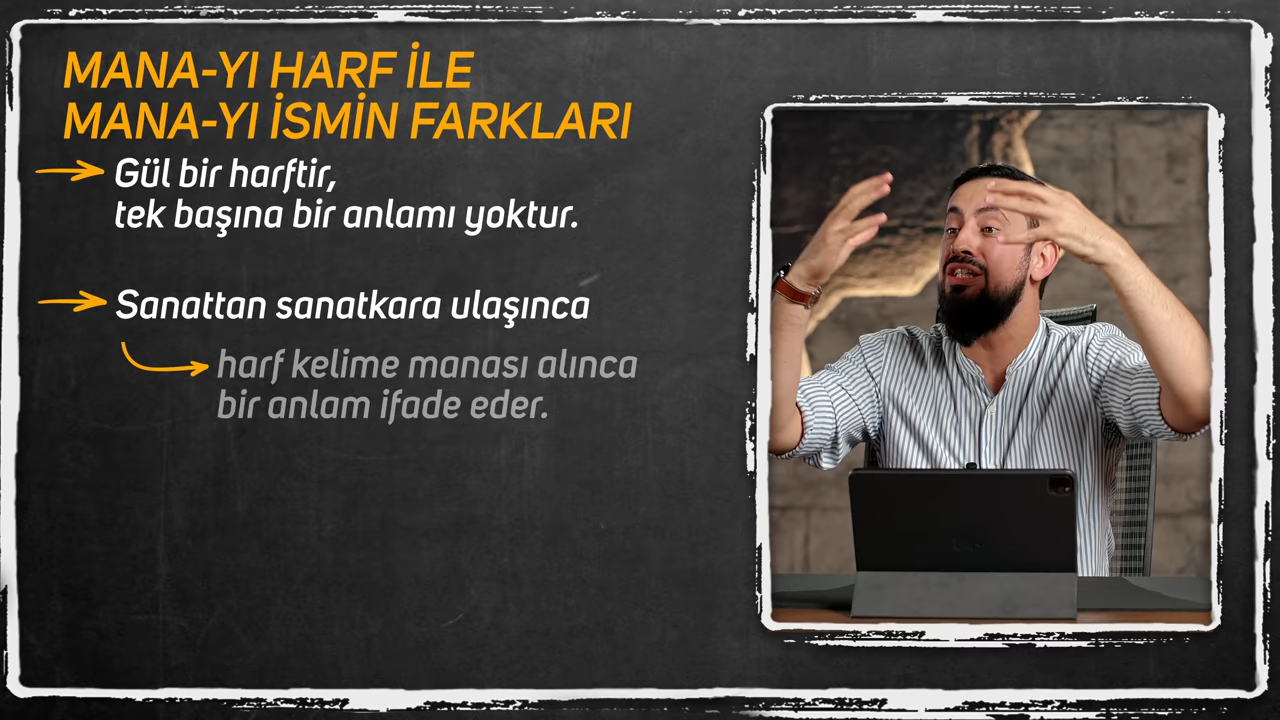 MANA-YI HARF İLE
MANA-YI İSMİN FARKLARI
Gül bir harftir,
tek başına bir anlamı yoktur.
Sanattan sanatkara ulaşınca
harf kelime manası alınca
bir anlam ifade eder.